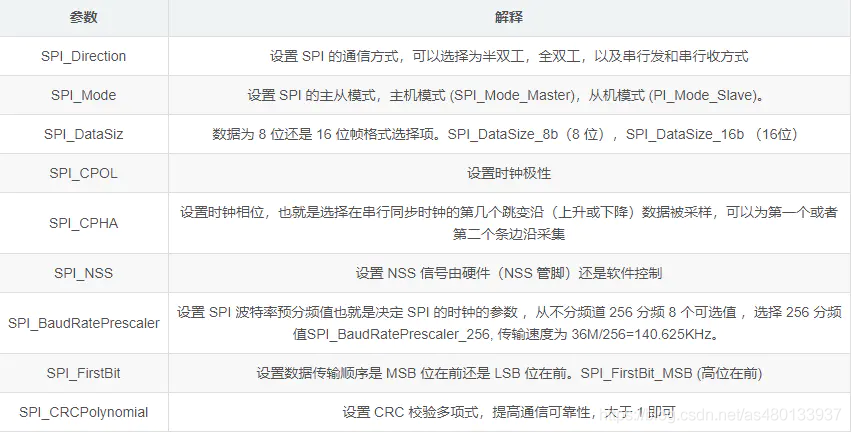 参数 解释
SPI_Direction 设置 SPI 的通信方式，可以选择为半双工，全双工，以及串行发和串行收方式
SPI_Mode 设置 SPI 的主从模式，主机模式 (SPI_Mode_Master)，从机模式 (PI_Mode_Slave)。
SPI_DataSiz 数据为 8 位还是 16 位帧格式选择项。SPI_DataSize_8b（8 位），SPI_DataSize_16b （16位）
SPI_CPOL 设置时钟极性
SPI_CPHA 设置时钟相位，也就是选择在串行同步时钟的第几个跳变沿（上升或下降）数据被采样，可以为第一个或者
第二个条边沿采集
SPI_NSS 设置 NSS 信号由硬件（NSS 管脚）还是软件控制
SPI_BaudRatePrescaler 设置 SPI 波特率预分频值也就是决定 SPI 的时钟的参数 ，从不分频道 256 分频 8 个可选值 ，选择 256 分频
值SPI_BaudRatePrescaler_256, 传输速度为 36M/256=140.625KHz。
SPI_FirstBit 设置数据传输顺序是 MSB 位在前还是 LSB 位在前。SPI_FirstBit_MSB (高位在前)
SPI_CRCPolynomial 设置 CRC 校验多项式，提高通信可靠性，大于 1 即可
https://blog.csdn.net/as480133937